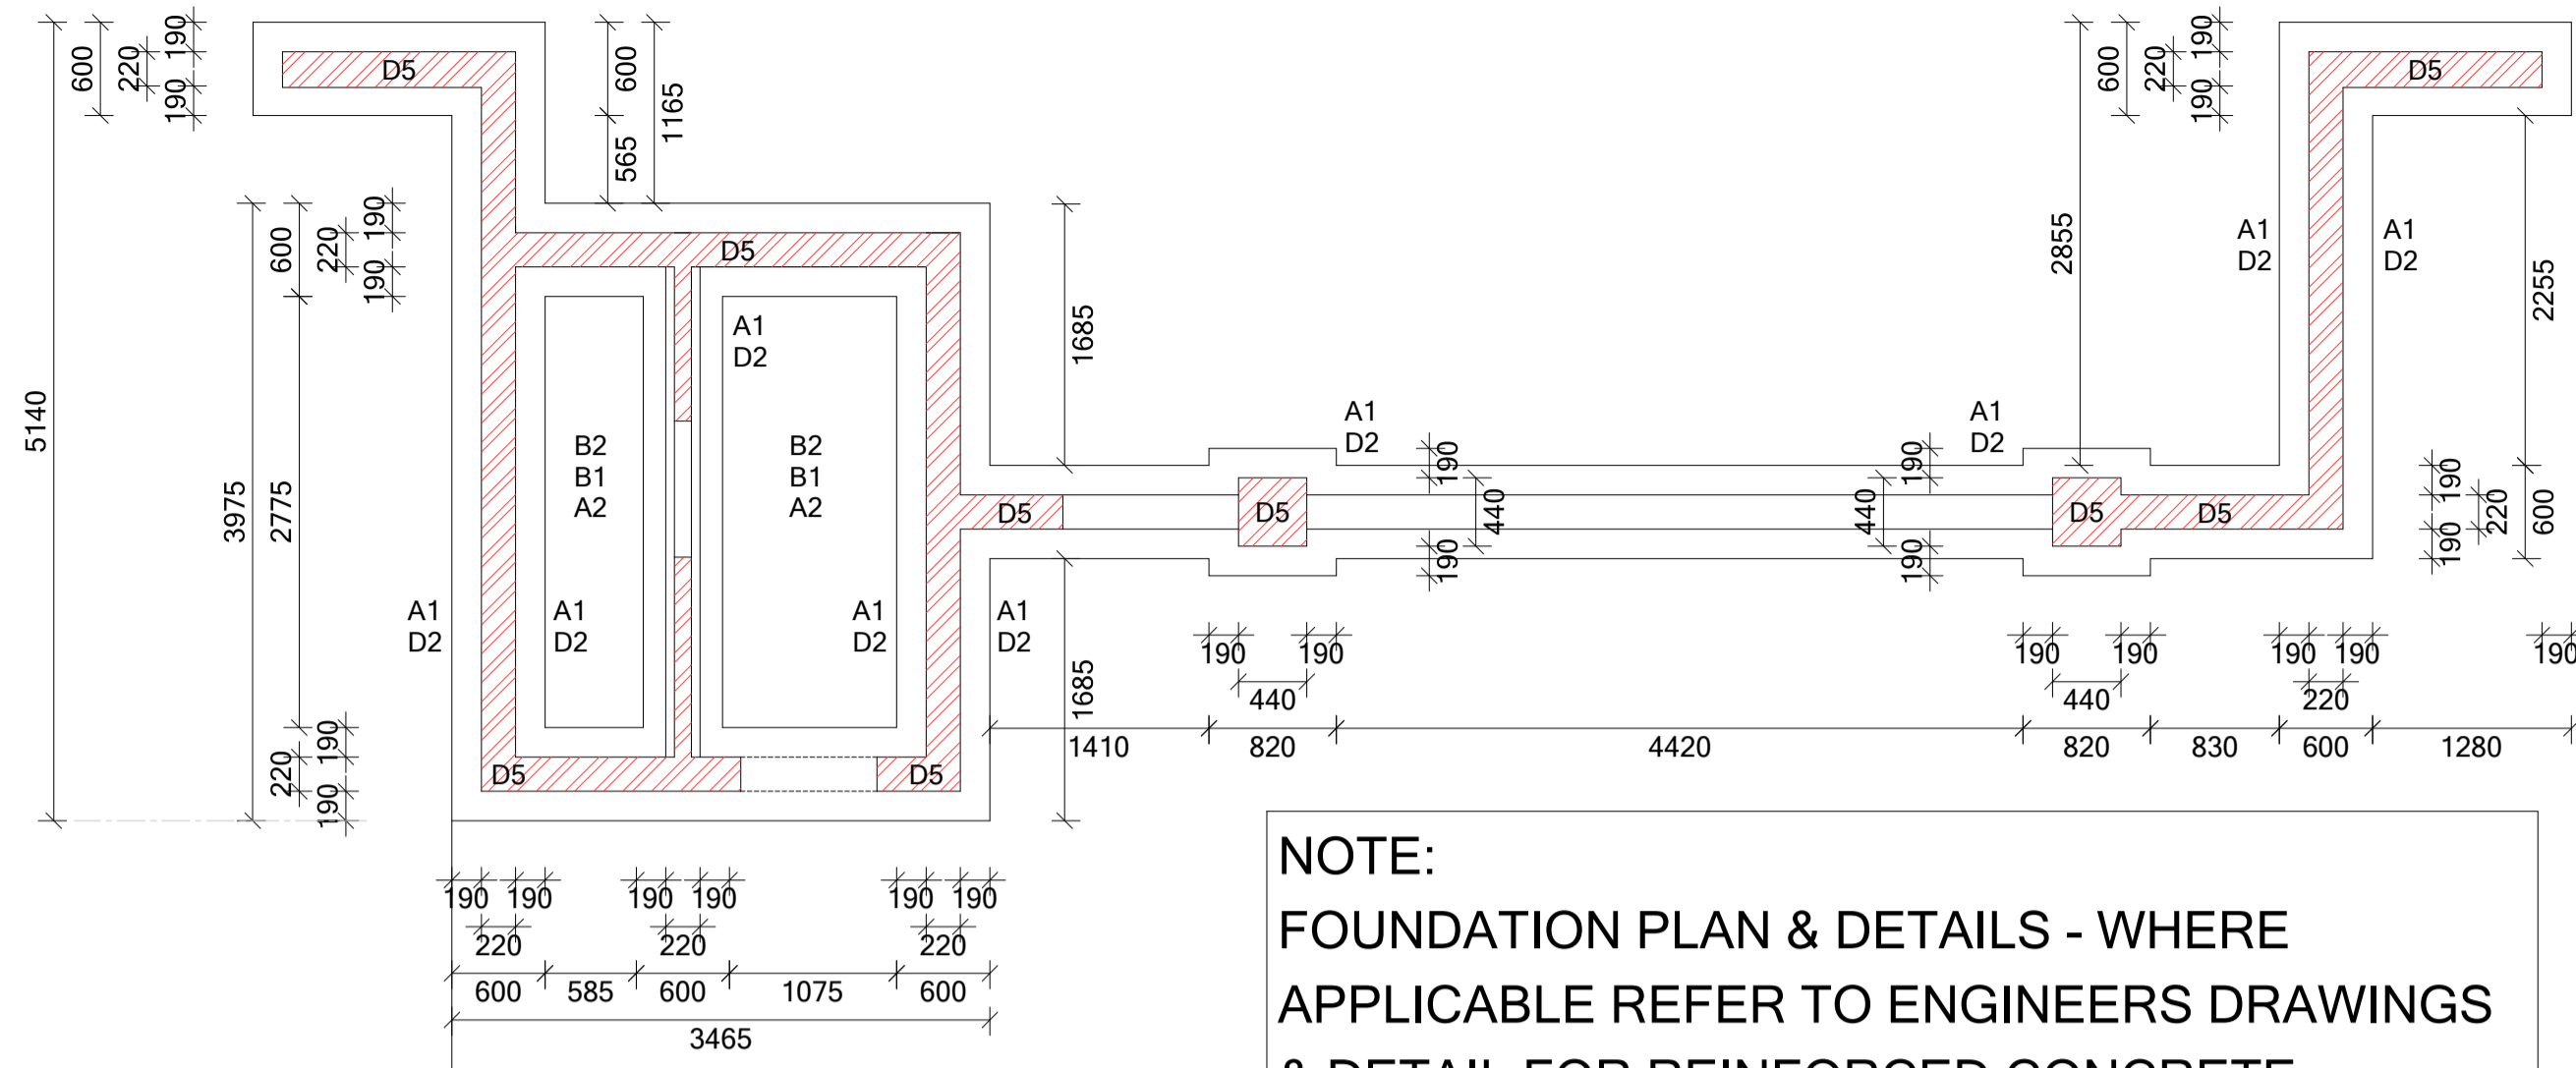 600
220
190
190
D5
600
565
1165
2855
600
220
190
190
D5
5140
3975
600
2775
220
190
190
D5
1685
A1
D2
A1
D2
2255
A1
D2
B2
B1
A2
B2
B1
A2
A1
D2
190
190
A1
D2
D5
D5
440
440
D5
D5
190
190
190
190
220
600
A1
D2
A1
D2
A1
D2
A1
D2
1685
190
190
190
190
190
190
190
440
440
220
1410
820
4420
820
830
600
1280
220
190
190
D5
D5
190
190
190
190
190
190
220
220
220
600
585
600
1075
600
3465
NOTE:
FOUNDATION PLAN & DETAILS - WHERE
APPLICABLE REFER TO ENGINEERS DRAWINGS
& DETAIL FOR REINFORCED CONCRETE